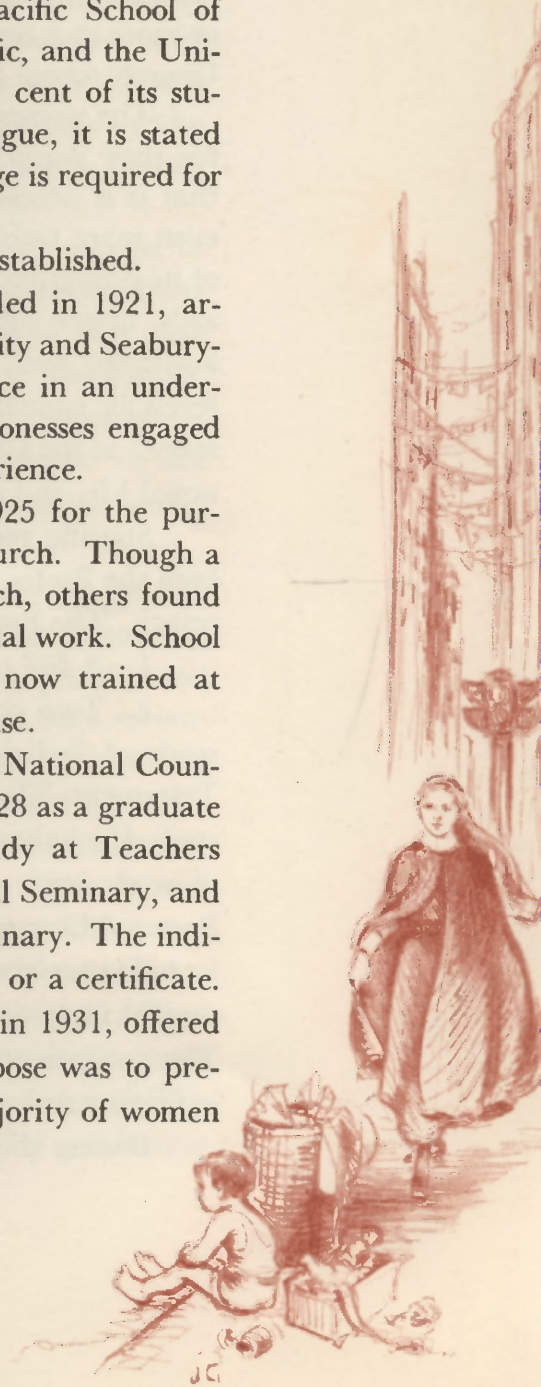 acific School of
ic, and the Uni-
cent of its stu-
gue, it is stated
ge is required for
stablished.
led in 1921, ar-
ity and Seabury-
ce in an under-
onesses engaged
rience.
925 for the pur-
urch. Though a
ch, others found
al work. School
now trained at
se.
National Coun-
28 as a graduate
dy at Teachers
l Seminary, and
nary. The indi-
or a certificate.
in 1931, offered
pose was to pre-
jority of women
JG